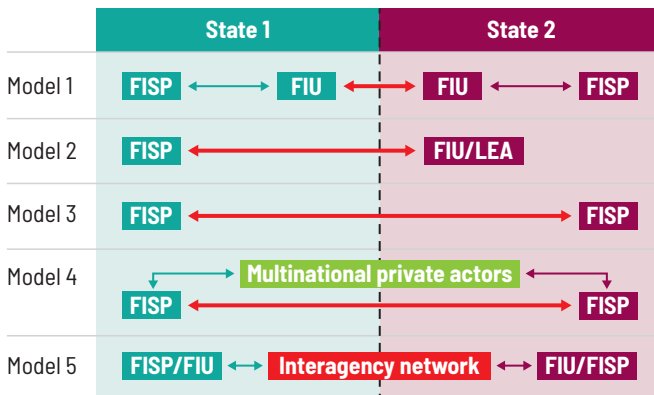 State 1 State 2
Model 1 FISP FIU FIU FISP
Model 2 FISP FIU/LEA
Model 3 FISP FISP
Model 4 Multinational private actors
FISP FISP
Model 5 FISP/FIU Interagency network FIU/FISP